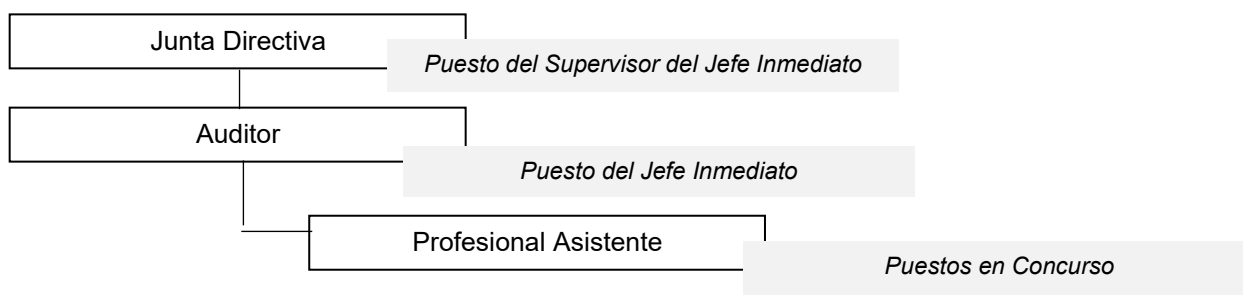 Junta Directiva
Puesto del Supervisor del Jefe Inmediato
Auditor
Puesto del Jefe Inmediato
Profesional Asistente
Puestos en Concurso